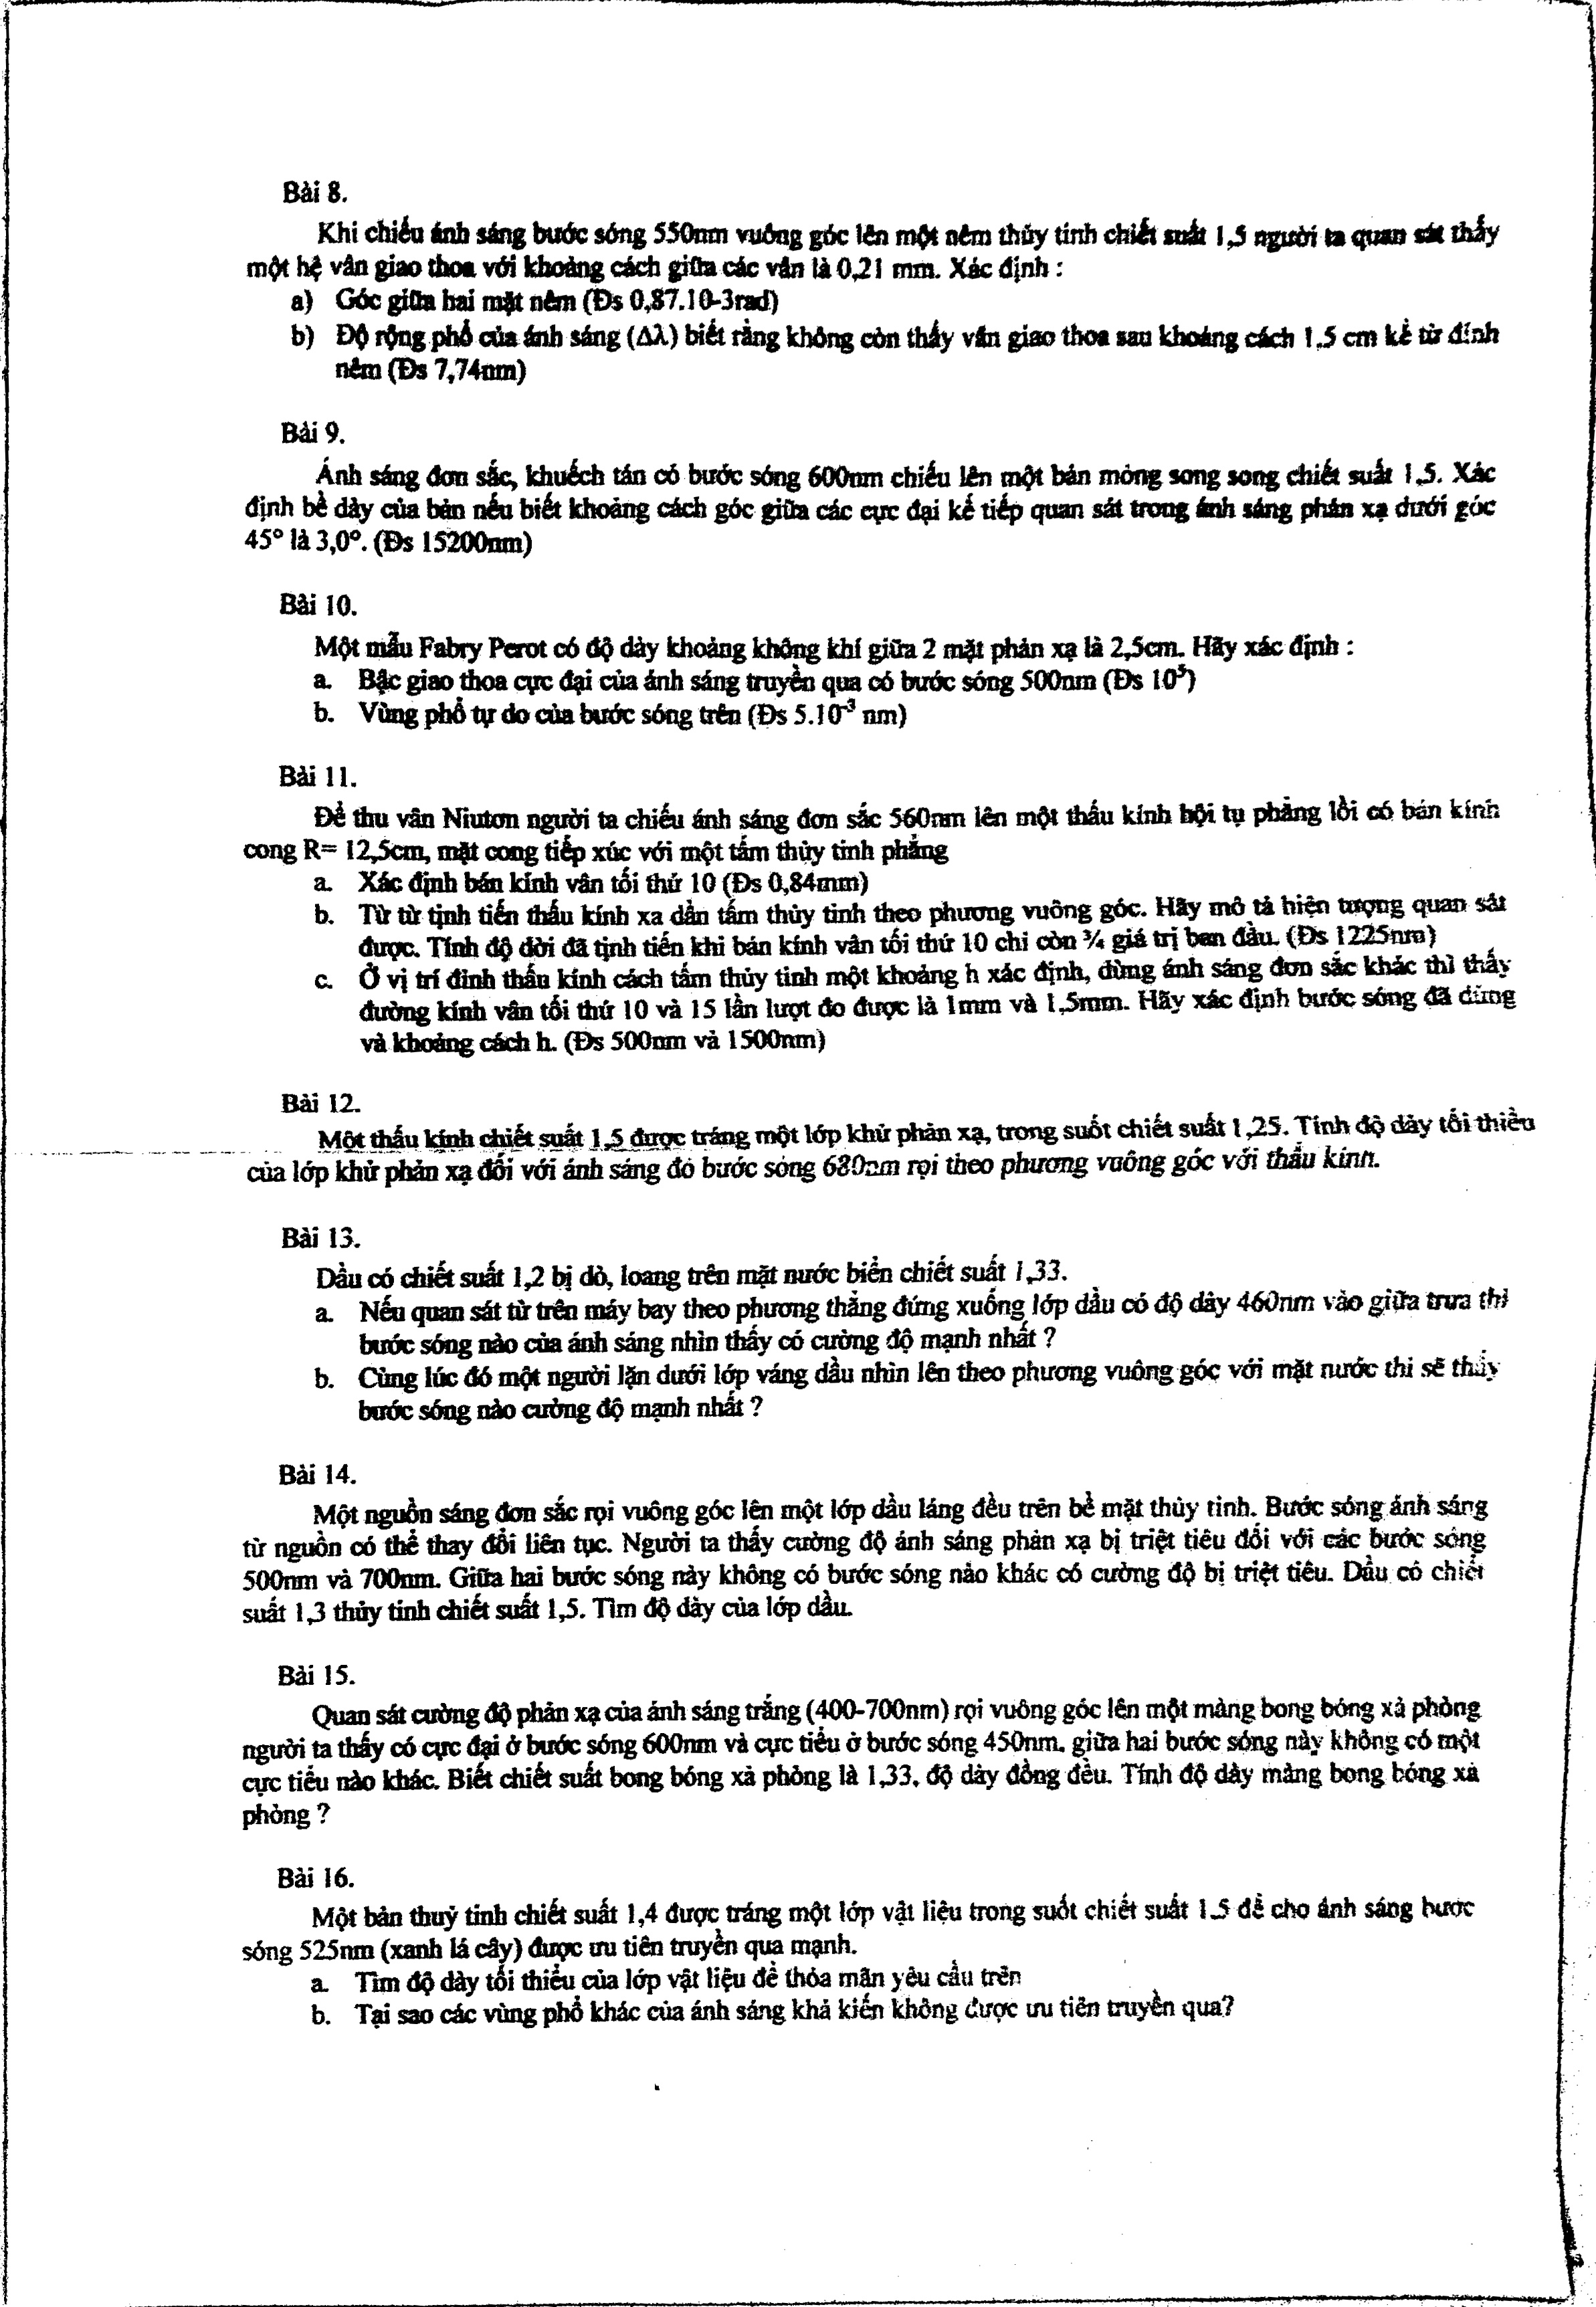 Bài 8.
Khi chiếu ánh sáng bước sóng 550nm vuông góc lên một nêm thủy tinh chiết suất 1,5 người ta quan sát thấy
một hệ vân giao thoa với khoảng cách giữa các vân là 0,21 mm. Xác định :
a) Góc giữa hai mặt nêm (Đs 0,87.10-3rad)
b) Độ rộng phổ của ánh sáng (Δλ) biết rằng không còn thấy vân giao thoa sau khoảng cách 1,5 cm kể từ đỉnh
nêm (Đs 7,74nm)
Bài 9.
Ánh sáng đơn sắc, khuếch tán có bước sóng 600nm chiếu lên một bản mỏng song song chiết suất 1,5. Xác
định bề dày của bản nếu biết khoảng cách góc giữa các cực đại kế tiếp quan sát trong ánh sáng phản xạ dưới góc
45° là 3,0°. (Đs 15200nm)
Bài 10.
Một mẫu Fabry Perot có độ dày khoảng không khí giữa 2 mặt phản xạ là 2,5cm. Hãy xác định :
a. Bậc giao thoa cực đại của ánh sáng truyền qua có bước sóng 500nm (Đs 10⁵)
b. Vùng phổ tự do của bước sóng trên (Đs 5.10⁻³ nm)
Bài 11.
Để thu vân Niutơn người ta chiếu ánh sáng đơn sắc 560nm lên một thấu kính hội tụ phẳng lồi có bán kính
cong R= 12,5cm, mặt cong tiếp xúc với một tấm thủy tinh phẳng
a. Xác định bán kính vân tối thứ 10 (Đs 0,84mm)
b. Từ từ tịnh tiến thấu kính xa dần tấm thủy tinh theo phương vuông góc. Hãy mô tả hiện tượng quan sát
được. Tính độ dời đã tịnh tiến khi bán kính vân tối thứ 10 chỉ còn ¾ giá trị ban đầu. (Đs 1225nm)
c. Ở vị trí đỉnh thấu kính cách tấm thủy tinh một khoảng h xác định, dùng ánh sáng đơn sắc khác thì thấy
đường kính vân tối thứ 10 và 15 lần lượt đo được là 1mm và 1,5mm. Hãy xác định bước sóng đã dùng
và khoảng cách h. (Đs 500nm và 1500nm)
Bài 12.
Một thấu kính chiết suất 1,5 được tráng một lớp khử phản xạ, trong suốt chiết suất 1,25. Tính độ dày tối thiểu
của lớp khử phản xạ đối với ánh sáng đỏ bước sóng 680nm rọi theo phương vuông góc với thấu kính.
Bài 13.
Dầu có chiết suất 1,2 bị dò, loang trên mặt nước biển chiết suất 1,33.
a. Nếu quan sát từ trên máy bay theo phương thẳng đứng xuống lớp dầu có độ dày 460nm vào giữa trưa thì
bước sóng nào của ánh sáng nhìn thấy có cường độ mạnh nhất ?
b. Cùng lúc đó một người lặn dưới lớp váng dầu nhìn lên theo phương vuông góc với mặt nước thì sẽ thấy
bước sóng nào cường độ mạnh nhất ?
Bài 14.
Một nguồn sáng đơn sắc rọi vuông góc lên một lớp dầu láng đều trên bề mặt thủy tinh. Bước sóng ánh sáng
từ nguồn có thể thay đổi liên tục. Người ta thấy cường độ ánh sáng phản xạ bị triệt tiêu đối với các bước sóng
500nm và 700nm. Giữa hai bước sóng này không có bước sóng nào khác có cường độ bị triệt tiêu. Dầu có chiết
suất 1,3 thủy tinh chiết suất 1,5. Tìm độ dày của lớp dầu.
Bài 15.
Quan sát cường độ phản xạ của ánh sáng trắng (400-700nm) rọi vuông góc lên một màng bong bóng xà phòng
người ta thấy có cực đại ở bước sóng 600nm và cực tiểu ở bước sóng 450nm, giữa hai bước sóng này không có một
cực tiểu nào khác. Biết chiết suất bong bóng xà phòng là 1,33, độ dày đồng đều. Tính độ dày màng bong bóng xà
phòng ?
Bài 16.
Một bản thuỷ tinh chiết suất 1,4 được tráng một lớp vật liệu trong suốt chiết suất 1.5 để cho ánh sáng bước
sóng 525nm (xanh lá cây) được ưu tiên truyền qua mạnh.
a. Tìm độ dày tối thiểu của lớp vật liệu để thỏa mãn yêu cầu trên
b. Tại sao các vùng phổ khác của ánh sáng khả kiến không được ưu tiên truyền qua?